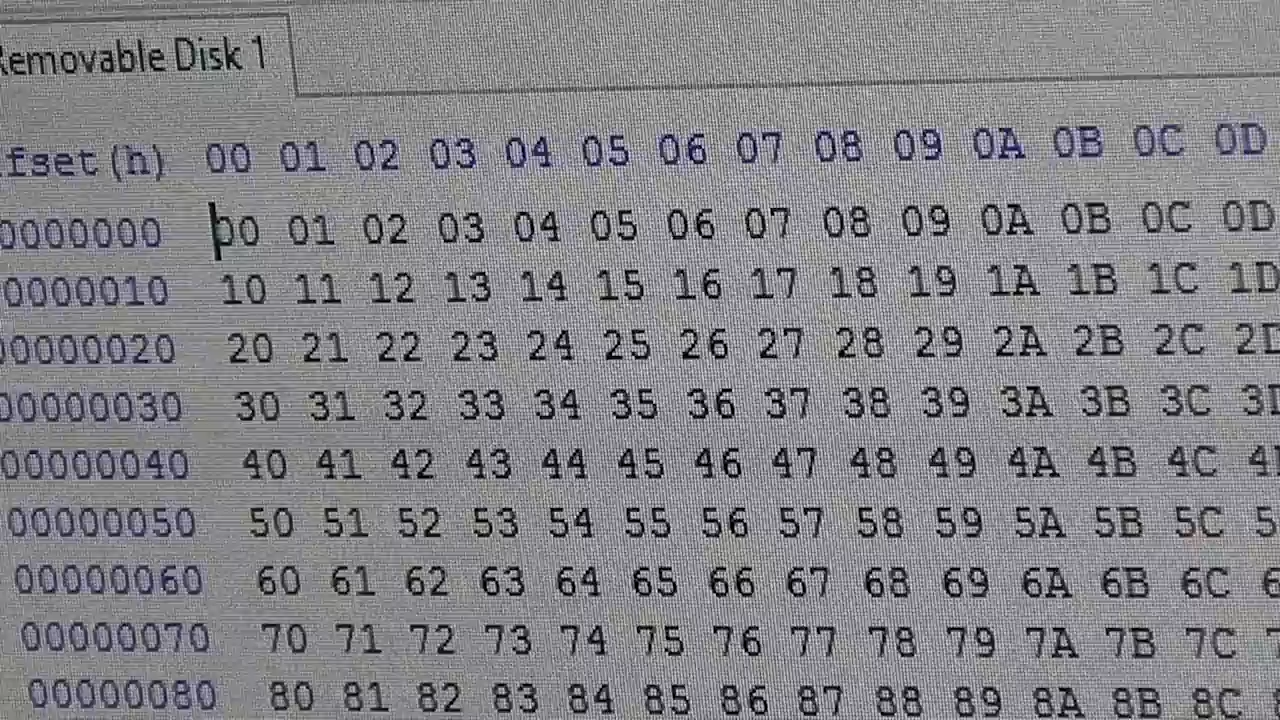 Removable Disk 1
fset (h) 00 01 02 03 04 05 06 07 08 09 0A 0B 0C 0D
0000000 00 01 02 03 04 05 06 07 08 09 0A 0B 0C 0D
0000010 10 11 12 13 14 15 16 17 18 19 1A 1B 1C 1D
00000020 20 21 22 23 24 25 26 27 28 29 2A 2B 2C 2D
00000030 30 31 32 33 34 35 36 37 38 39 3A 3B 3C
00000040 40 41 42 43 44 45 46 47 48 49 4A 4B 4C
00000050 50 51 52 53 54 55 56 57 58 59 5A 5B 5C
00000060 60 61 62 63 64 65 66 67 68 69 6A 6B 6C
00000070 70 71 72 73 74 75 76 77 78 79 7A 7B 7C
00000080 80 81 82 83 84 85 86 87 88 89 8A 8B 8C